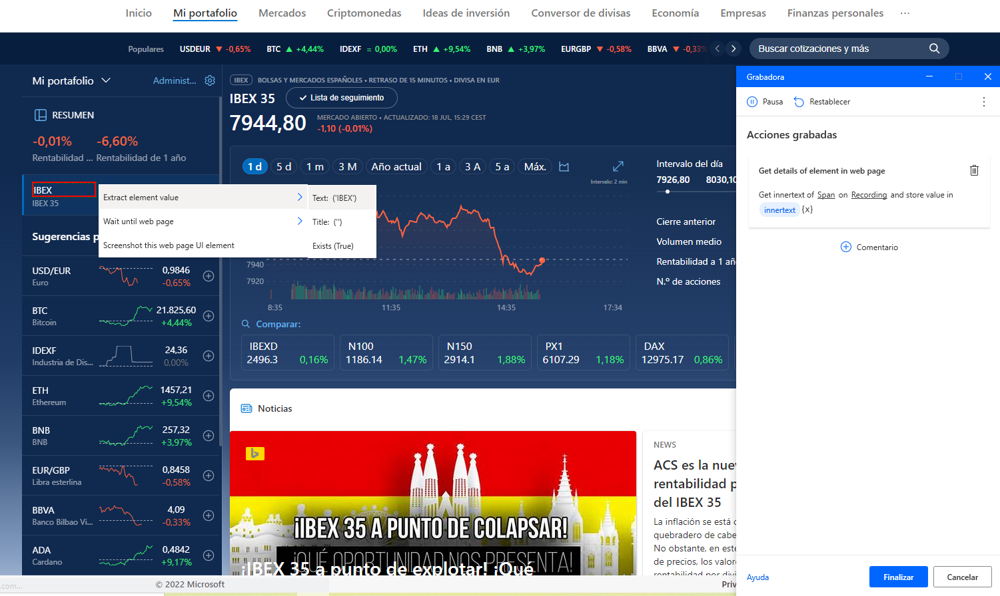 Inicio Mi portafolio Mercados Criptomonedas Ideas de inversión Conversor de divisas Economía Empresas Finanzas personales ...
Populares USDEUR ▼ -0,65% BTC ▲ +4,44% IDEXF = 0,00% ETH ▲ +9,54% BNB ▲ +3,97% EURGBP ▼ -0,58% BBVA ▼ -0,33% Buscar cotizaciones y más
Mi portafolio Administ...
RESUMEN
-0,01% -6,60%
Rentabilidad ... Rentabilidad de 1 año
IBEX
IBEX 35
Sugerencias p
USD/EUR 0,9846
Euro -0,65%
BTC 21.825,60
Bitcoin +4,44%
IDEXF 24,36
Industria de Dis... 0,00%
ETH 1457,21
Ethereum +9,54%
BNB 257,32
BNB +3,97%
EUR/GBP 0,8458
Libra esterlina -0,58%
BBVA 4,09
Banco Bilbao Vi... -0,33%
ADA 0,4842
Cardano +9,17%
IBEX BOLSAS Y MERCADOS ESPAÑOLES • RETRASO DE 15 MINUTOS • DIVISA EN EUR
IBEX 35 Lista de seguimiento
7944,80 MERCADO ABIERTO • ACTUALIZADO: 18 JUL, 15:29 CEST
-1,10 (-0,01%)
1 d 5 d 1 m 3 M Año actual 1 a 3 A 5 a Máx.
Intervalo: 2 min
Extract element value
Wait until web page
Screenshot this web page UI element
Text: ('IBEX')
Title: ('')
Exists (True)
7940
7920
8:35 11:35 14:35 17:34
Intervalo del día
7926,80 8030,10
Cierre anterior
Volumen medio
Rentabilidad a 1 año
N.º de acciones
Comparar:
IBEXD N100 N150 PX1 DAX
2496.3 0,16% 1186.14 1,47% 2914.1 1,88% 6107.29 1,18% 12975.17 0,86%
Noticias
¡IBEX 35 A PUNTO DE COLAPSAR!
¡QUÉ OPORTUNIDAD NOS PRESENTA!
¡IBEX 35 a punto de explotar! ¡Qué
NEWS
ACS es la nuev
rentabilidad p
del IBEX 35
La inflación se está c
quebradero de cabe
No obstante, en este
de precios, los valore
rentabilidad por divi
.com...
© 2022 Microsoft
Priv
Grabadora
Pausa Restablecer
Acciones grabadas
Get details of element in web page
Get innertext of Span on Recording and store value in
innertext {x}
Comentario
Ayuda Finalizar Cancelar